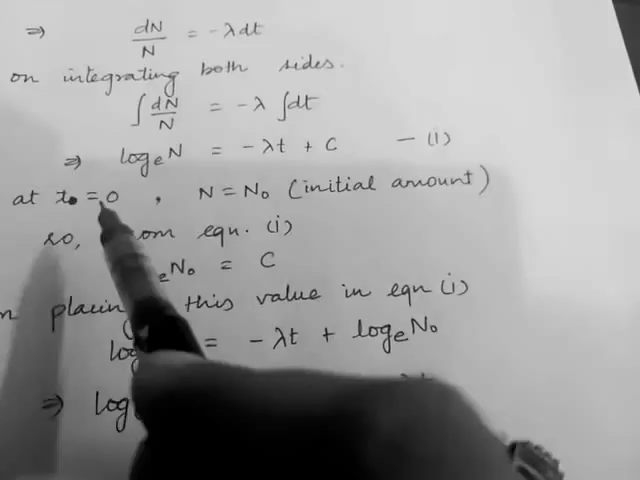 ⇒ dN/N = -λdt
on integrating both sides.
∫dN/N = -λ ∫dt
⇒ logₑN = -λt + C — (i)
at t = 0, N = N₀ (initial amount)
so, eqn. (i)
ₑN₀ = C
this value in eqn (i)
= -λt + logₑN₀
⇒ log